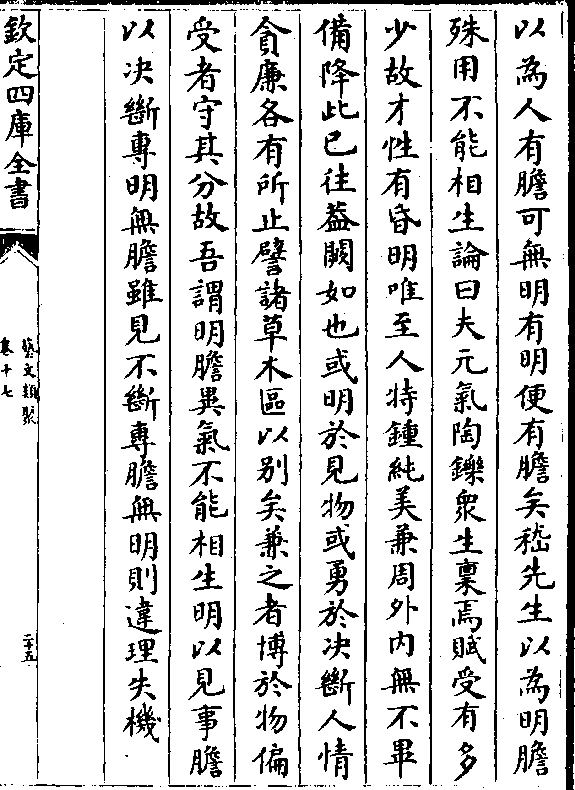 以為人有膽可無明有明便有膽矣嵇先生以為明膽
殊用不能相生論曰夫元氣陶鑠衆生禀焉賦受有多
少故才性有昏明唯至人特鍾純美兼周外内無不畢
備降此已往蓋闕如也或明於見物或勇於決斷人情
貪廉各有所止譬諸草木區以别矣兼之者博於物偏
受者守其分故吾謂明膽異氣不能相生明以見事膽
以决斷專明無膽雖見不斷專膽無明則違理失機
欽定四庫全書
藝文類聚
卷十七
二十五